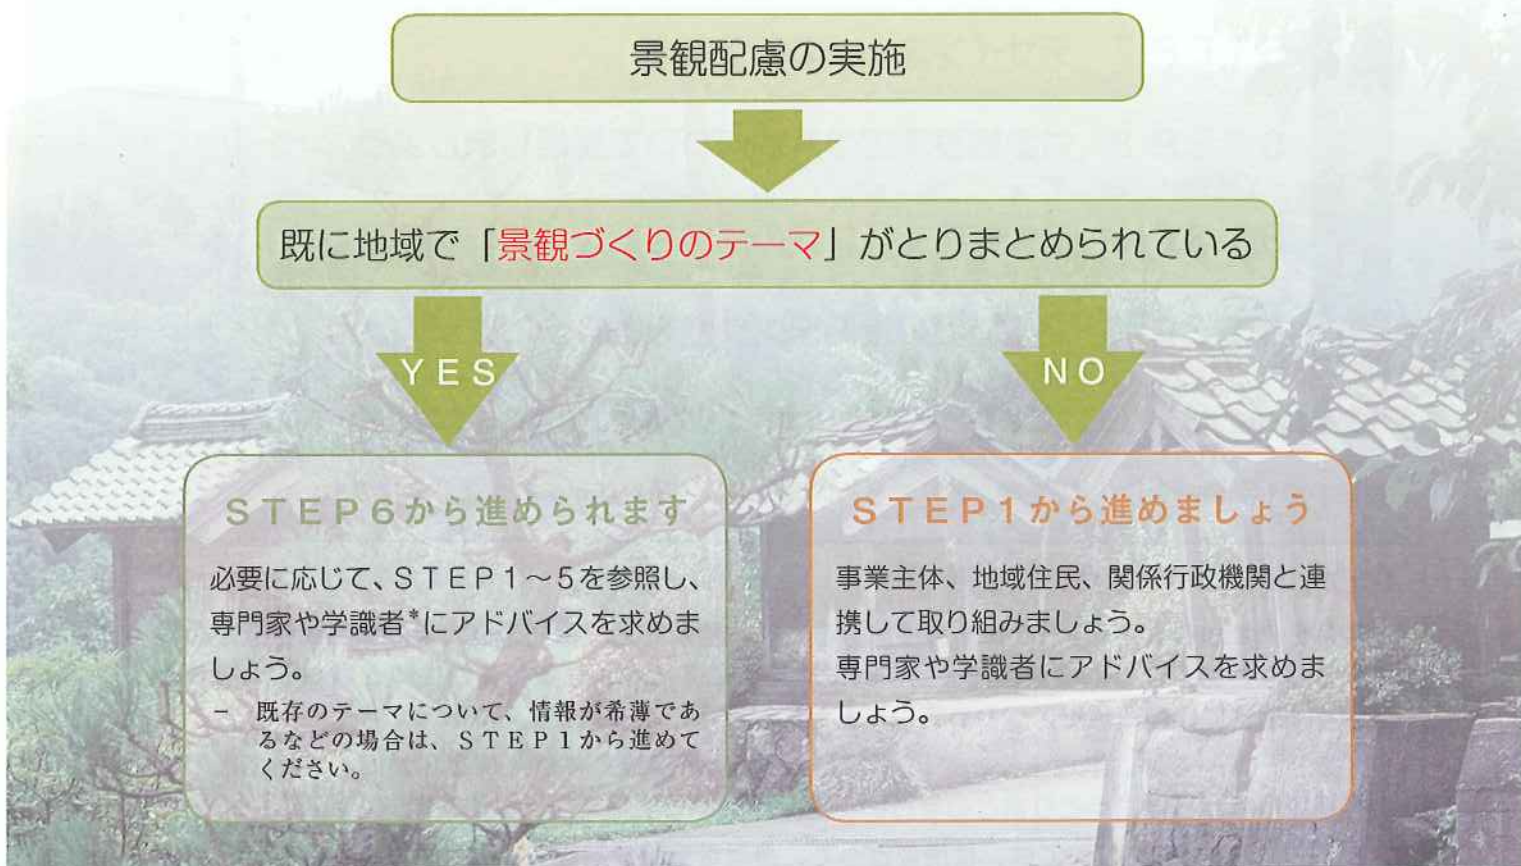 景観配慮の実施
既に地域で「景観づくりのテーマ」がとりまとめられている
YES
NO
STEP6から進められます
必要に応じて、STEP1～5を参照し、
専門家や学識者*にアドバイスを求めま
しょう。
− 既存のテーマについて、情報が希薄であ
るなどの場合は、STEP1から進めて
ください。
STEP1から進めましょう
事業主体、地域住民、関係行政機関と連
携して取り組みましょう。
専門家や学識者にアドバイスを求めま
しょう。